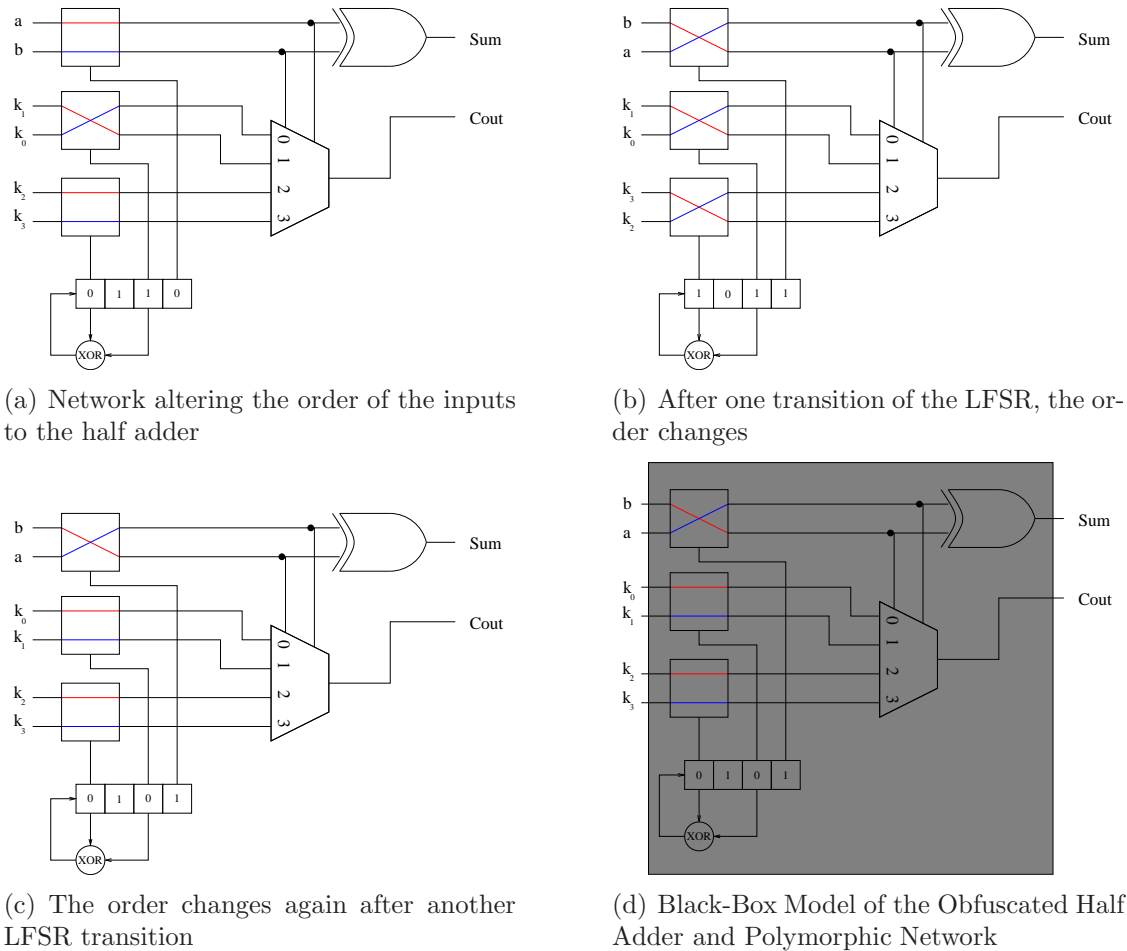 a
b
Sum
k1
k0
Cout
0
1
2
3
k2
k3
0 1 1 0
XOR
(a) Network altering the order of the inputs
to the half adder
b
a
Sum
k1
k0
Cout
0
1
2
3
k3
k2
1 0 1 1
XOR
(b) After one transition of the LFSR, the or-
der changes
b
a
Sum
k0
k1
Cout
0
1
2
3
k2
k3
0 1 0 1
XOR
(c) The order changes again after another
LFSR transition
b
a
Sum
k0
k1
Cout
0
1
2
3
k2
k3
0 1 0 1
XOR
(d) Black-Box Model of the Obfuscated Half
Adder and Polymorphic Network